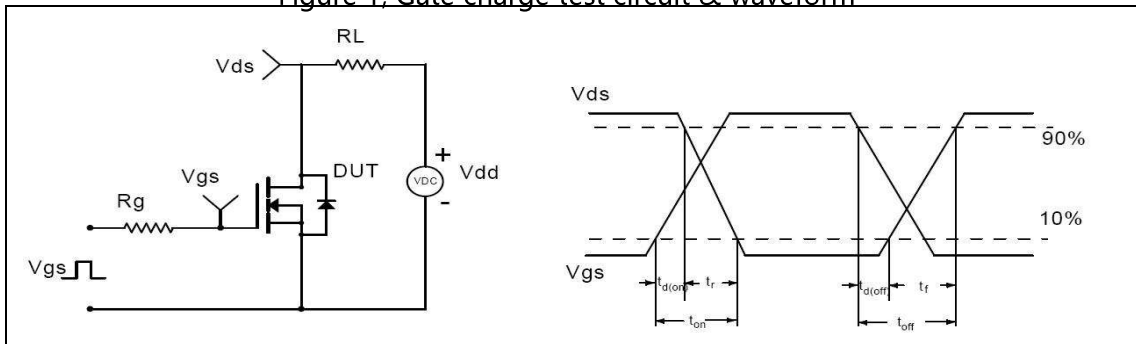 Figure 1, Gate charge test circuit & waveform
RL
Vds
Vgs
DUT
+
VDC
Vdd
-
Rg
Vgs
Vds
90%
10%
Vgs
td(on) tr
ton
td(off) tf
toff